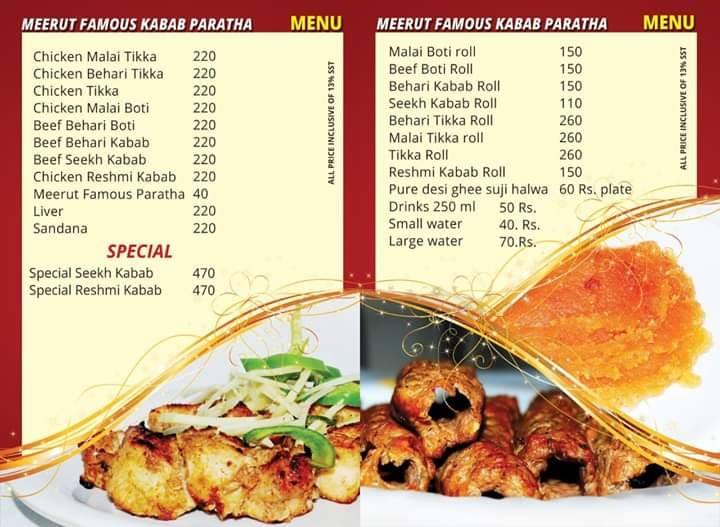 MEERUT FAMOUS KABAB PARATHA MENU
Chicken Malai Tikka 220
Chicken Behari Tikka 220
Chicken Tikka 220
Chicken Malai Boti 220
Beef Behari Boti 220
Beef Behari Kabab 220
Beef Seekh Kabab 220
Chicken Reshmi Kabab 220
Meerut Famous Paratha 40
Liver 220
Sandana 220
SPECIAL
Special Seekh Kabab 470
Special Reshmi Kabab 470
ALL PRICE INCLUSIVE OF 13% SST
MEERUT FAMOUS KABAB PARATHA MENU
Malai Boti roll 150
Beef Boti Roll 150
Behari Kabab Roll 150
Seekh Kabab Roll 110
Behari Tikka Roll 260
Malai Tikka roll 260
Tikka Roll 260
Reshmi Kabab Roll 150
Pure desi ghee suji halwa 60 Rs. plate
Drinks 250 ml 50 Rs.
Small water 40. Rs.
Large water 70.Rs.
ALL PRICE INCLUSIVE OF 13% SST